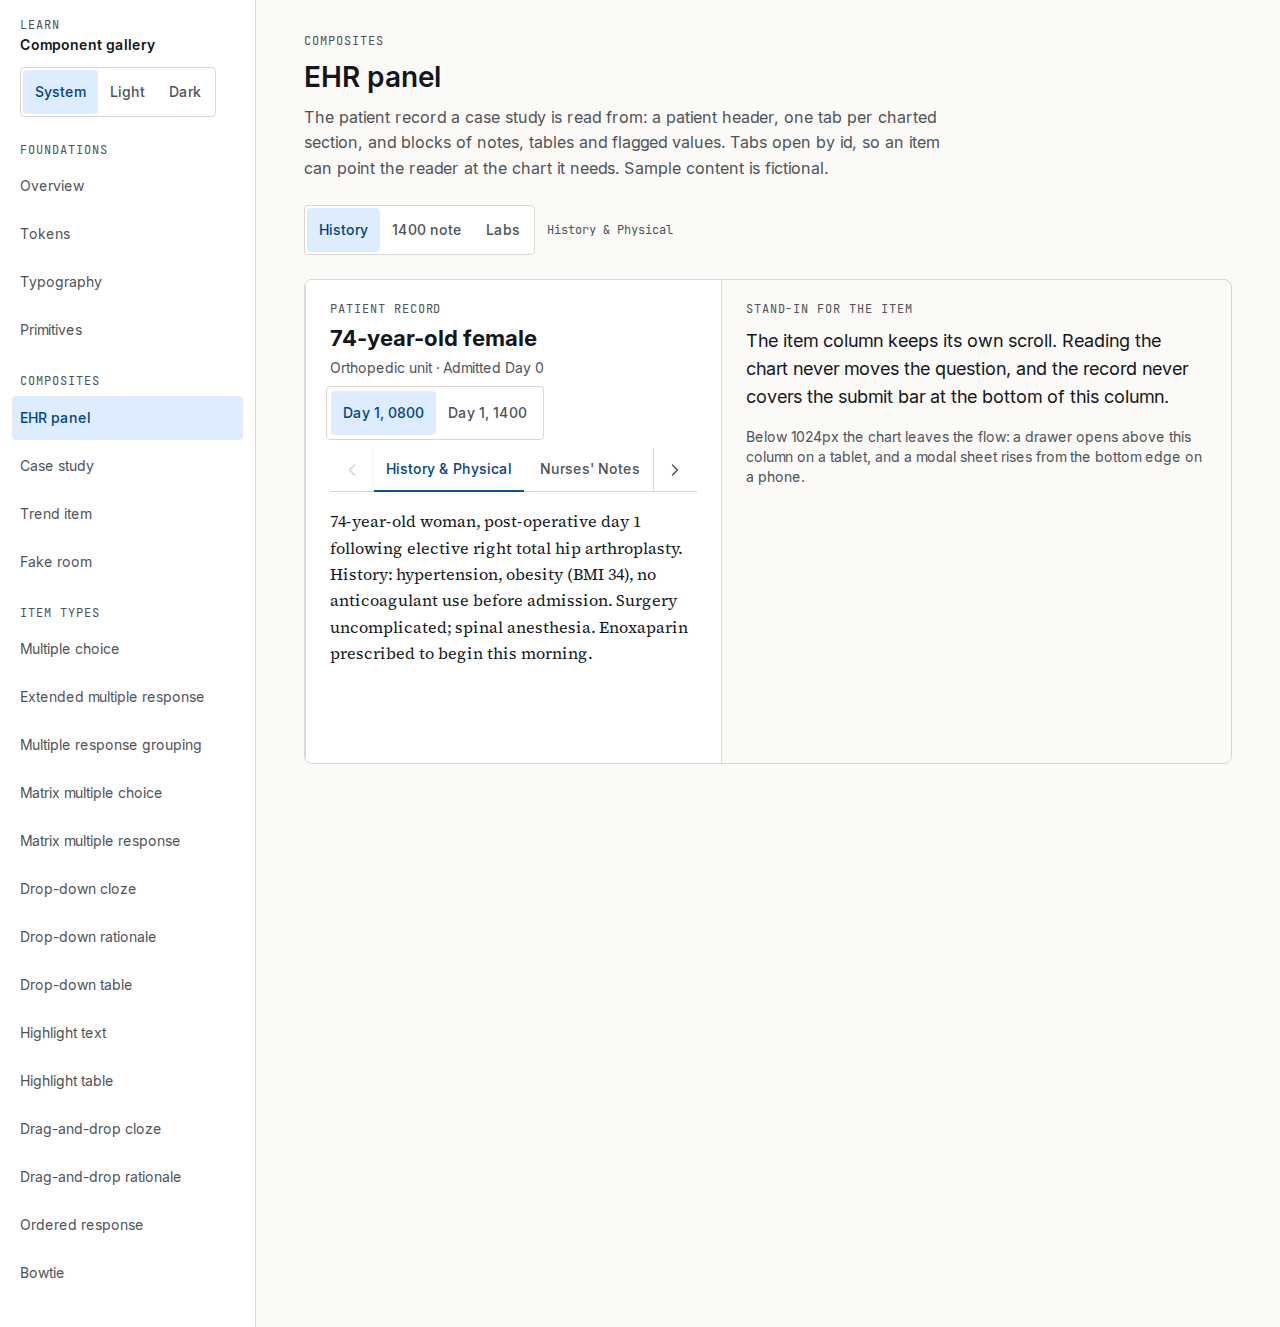 LEARN
Component gallery
System Light Dark
FOUNDATIONS
Overview
Tokens
Typography
Primitives
COMPOSITES
EHR panel
Case study
Trend item
Fake room
ITEM TYPES
Multiple choice
Extended multiple response
Multiple response grouping
Matrix multiple choice
Matrix multiple response
Drop-down cloze
Drop-down rationale
Drop-down table
Highlight text
Highlight table
Drag-and-drop cloze
Drag-and-drop rationale
Ordered response
Bowtie
COMPOSITES
EHR panel
The patient record a case study is read from: a patient header, one tab per charted
section, and blocks of notes, tables and flagged values. Tabs open by id, so an item
can point the reader at the chart it needs. Sample content is fictional.
History 1400 note Labs History & Physical
PATIENT RECORD
74-year-old female
Orthopedic unit · Admitted Day 0
Day 1, 0800 Day 1, 1400
History & Physical Nurses' Notes
74-year-old woman, post-operative day 1
following elective right total hip arthroplasty.
History: hypertension, obesity (BMI 34), no
anticoagulant use before admission. Surgery
uncomplicated; spinal anesthesia. Enoxaparin
prescribed to begin this morning.
STAND-IN FOR THE ITEM
The item column keeps its own scroll. Reading the
chart never moves the question, and the record never
covers the submit bar at the bottom of this column.
Below 1024px the chart leaves the flow: a drawer opens above this
column on a tablet, and a modal sheet rises from the bottom edge on
a phone.